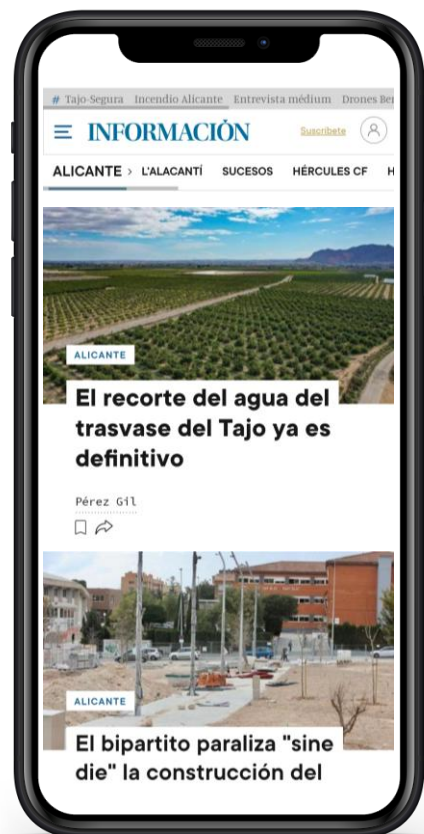 # Tajo-Segura Incendio Alicante Entrevista médium Drones Ber
INFORMACIÓN
Suscríbete
ALICANTE > L'ALACANTÍ SUCESOS HÉRCULES CF H
ALICANTE
El recorte del agua del
trasvase del Tajo ya es
definitivo
Pérez Gil
ALICANTE
El bipartito paraliza "sine
die" la construcción del